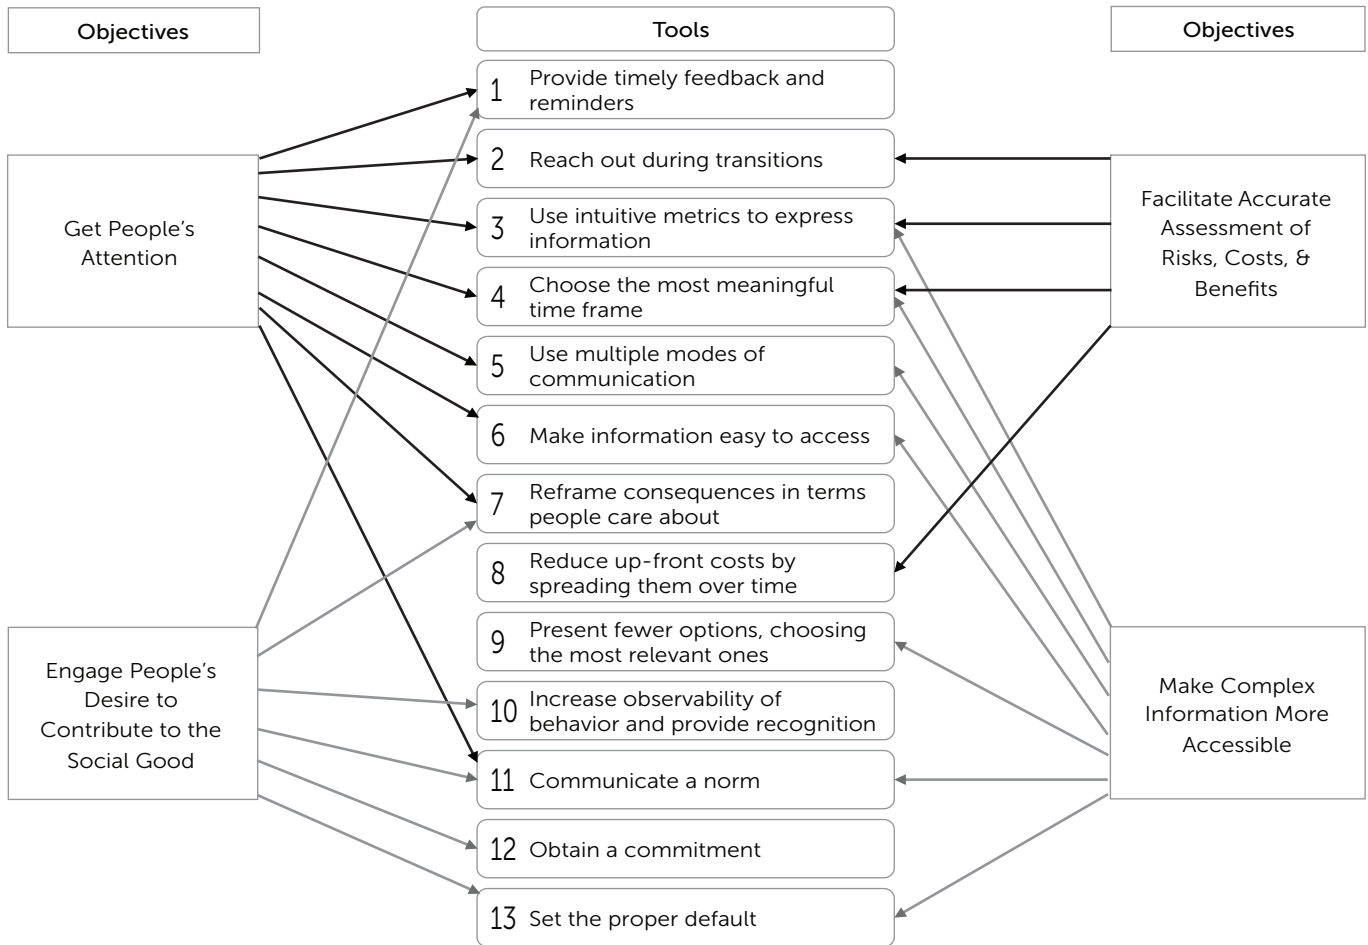 Objectives
Tools
Objectives
Get People's
Attention
Engage People's
Desire to
Contribute to the
Social Good
1 Provide timely feedback and
reminders
2 Reach out during transitions
3 Use intuitive metrics to express
information
4 Choose the most meaningful
time frame
5 Use multiple modes of
communication
6 Make information easy to access
7 Reframe consequences in terms
people care about
8 Reduce up-front costs by
spreading them over time
9 Present fewer options, choosing
the most relevant ones
10 Increase observability of
behavior and provide recognition
11 Communicate a norm
12 Obtain a commitment
13 Set the proper default
Facilitate Accurate
Assessment of
Risks, Costs, &
Benefits
Make Complex
Information More
Accessible